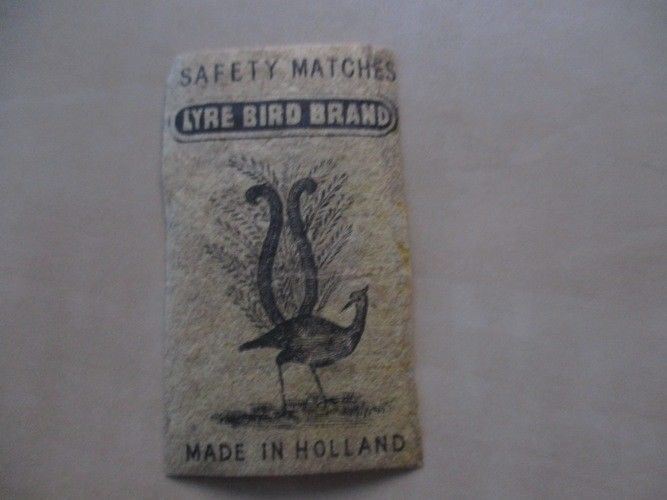 SAFETY MATCHES
LYRE BIRD BRAND
MADE IN HOLLAND